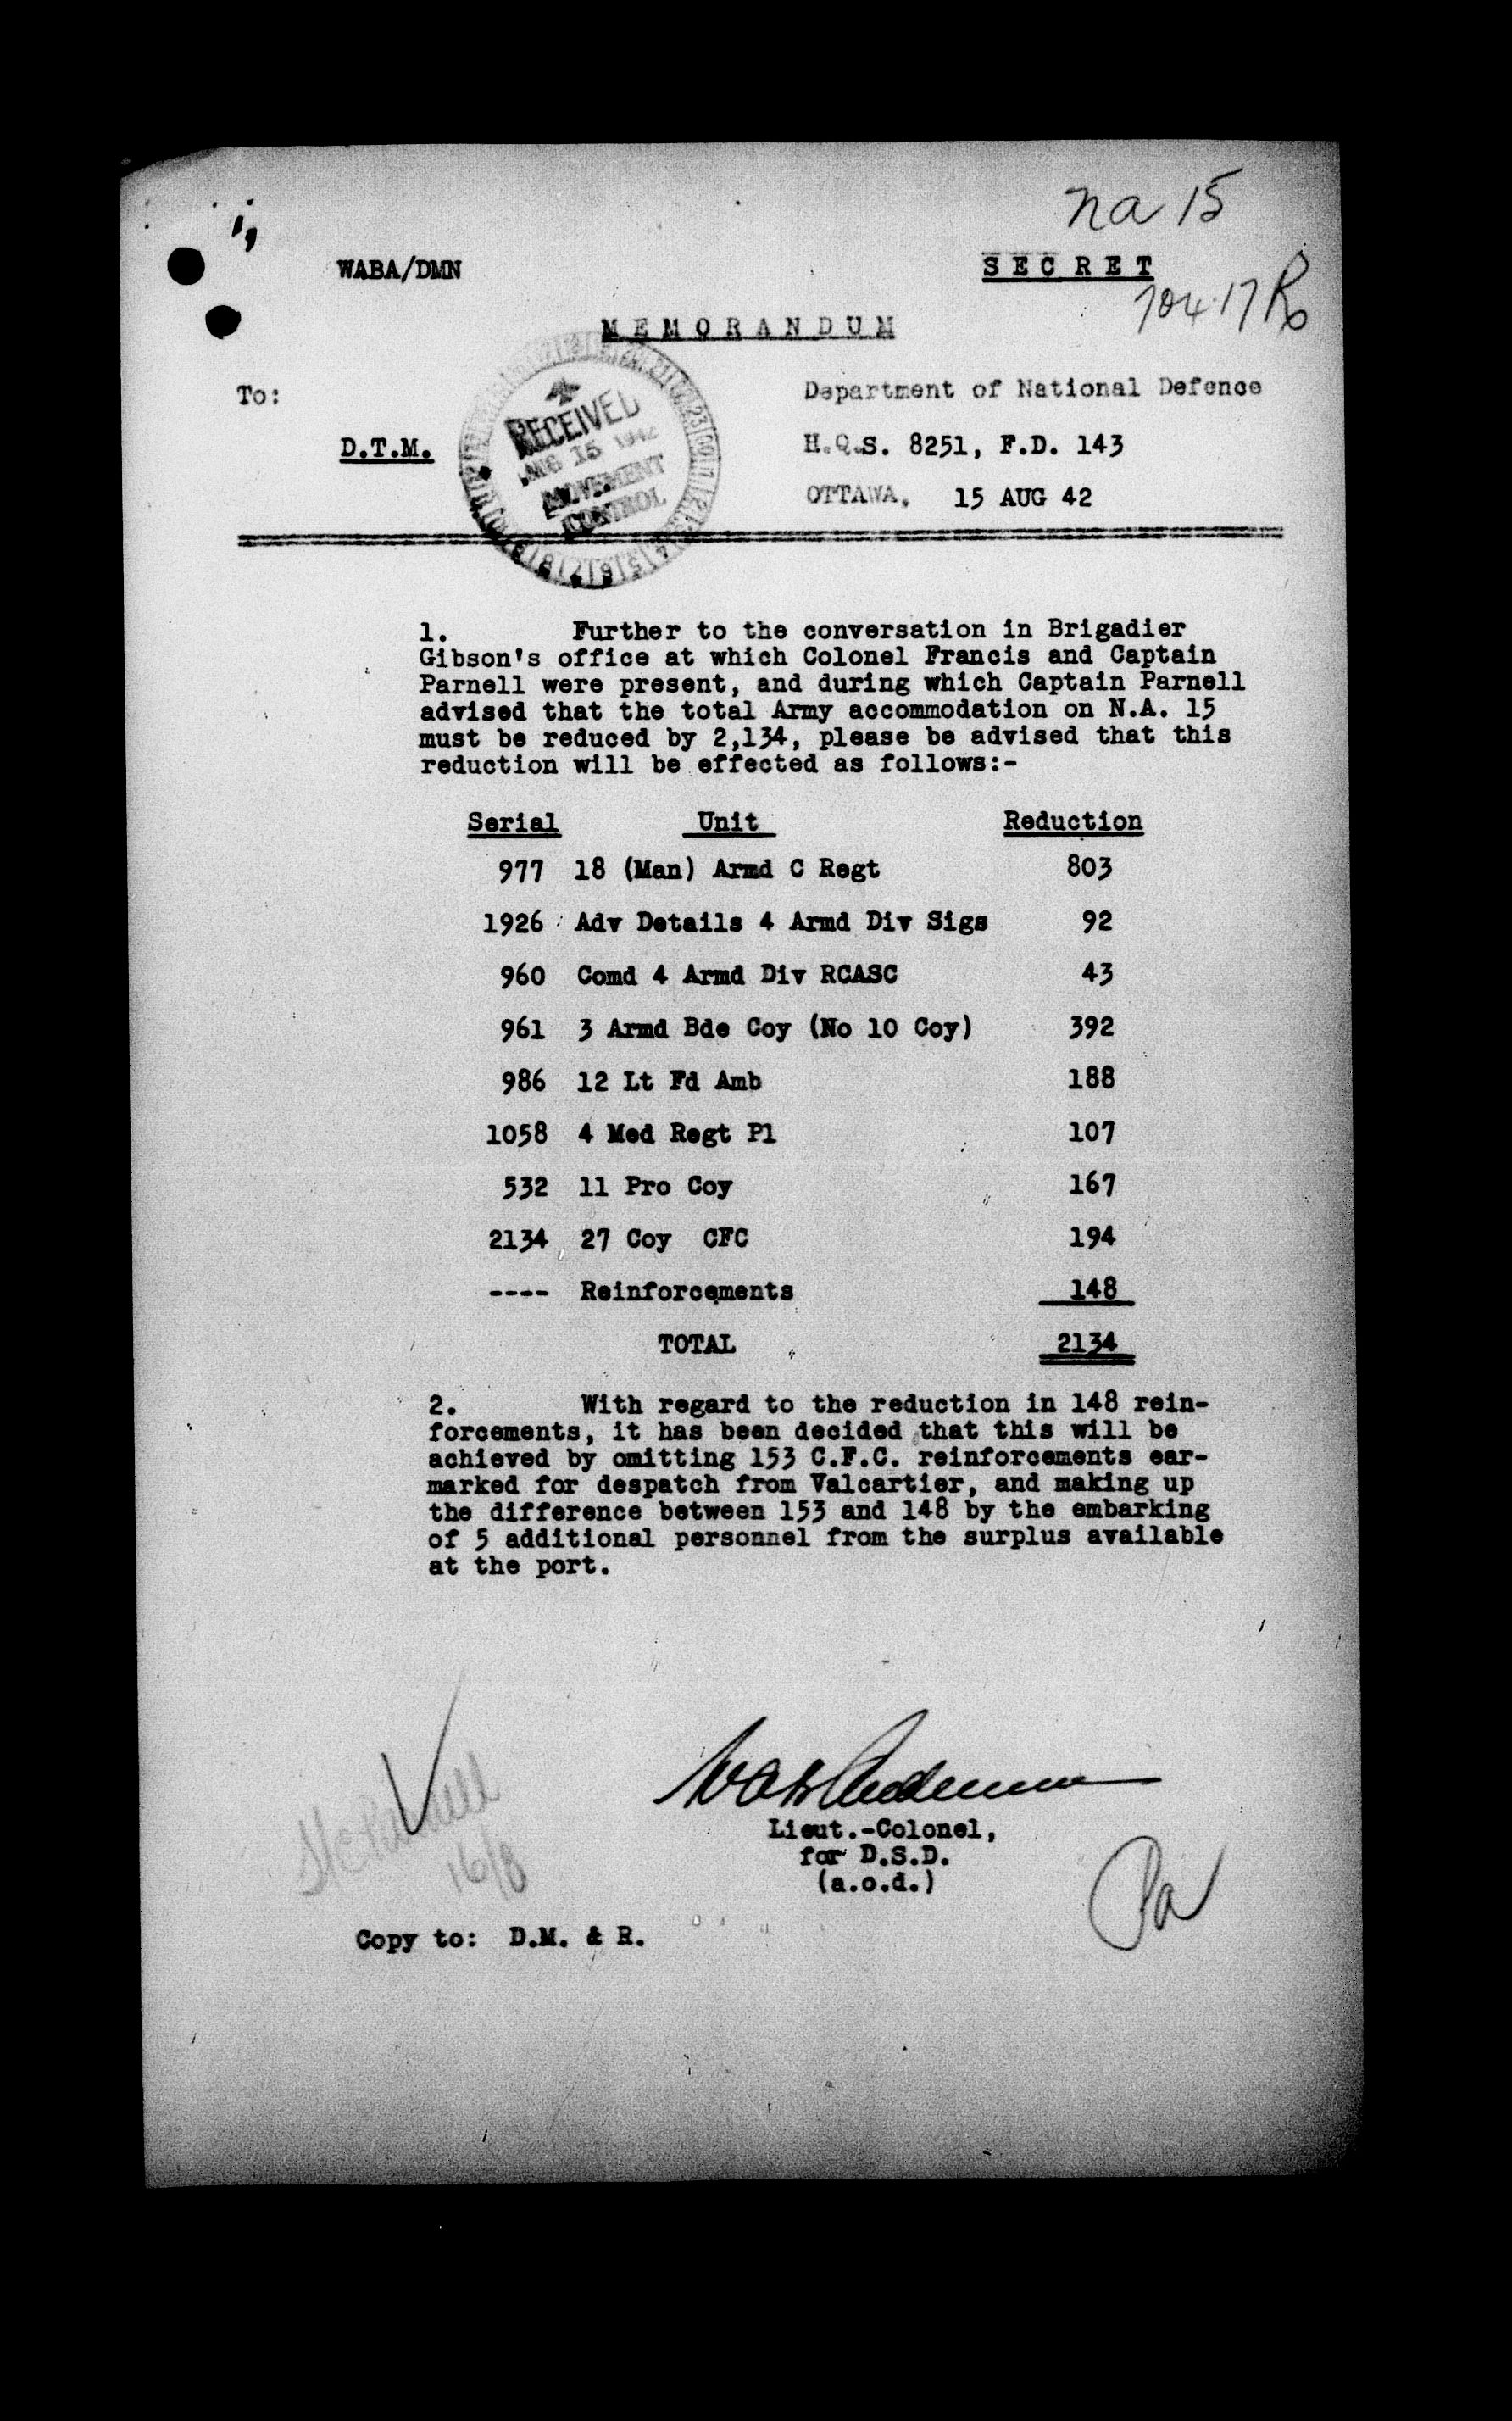 na 15
WABA/DMN
SECRET
MEMORANDUM
To:
Department of National Defence
D.T.M.
H.Q.S. 8251, F.D. 143
OTTAWA, 15 AUG 42
RECEIVED
AUG 15 1942
MOVEMENT
CONTROL
1. Further to the conversation in Brigadier
Gibson's office at which Colonel Francis and Captain
Parnell were present, and during which Captain Parnell
advised that the total Army accommodation on N.A. 15
must be reduced by 2,134, please be advised that this
reduction will be effected as follows:-
Serial Unit Reduction
977 18 (Man) Armd C Regt 803
1926 Adv Details 4 Armd Div Sigs 92
960 Comd 4 Armd Div RCASC 43
961 3 Armd Bde Coy (No 10 Coy) 392
986 12 Lt Fd Amb 188
1058 4 Med Regt Pl 107
532 11 Pro Coy 167
2134 27 Coy CFC 194
---- Reinforcements 148
TOTAL 2134
2. With regard to the reduction in 148 rein-
forcements, it has been decided that this will be
achieved by omitting 153 C.F.C. reinforcements ear-
marked for despatch from Valcartier, and making up
the difference between 153 and 148 by the embarking
of 5 additional personnel from the surplus available
at the port.
16/8
Lieut.-Colonel,
for D.S.D.
(a.o.d.)
Pa
Copy to: D.M. & R.